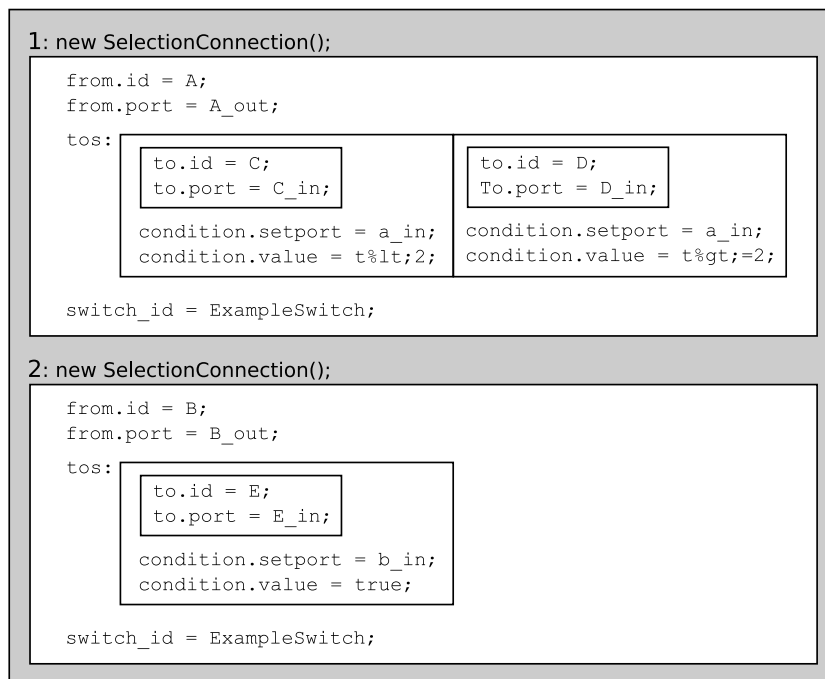 1: new SelectionConnection();
from.id = A;
from.port = A_out;
tos:
to.id = C;
to.port = C_in;
condition.setport = a_in;
condition.value = t%lt;2;
to.id = D;
To.port = D_in;
condition.setport = a_in;
condition.value = t%gt;=2;
switch_id = ExampleSwitch;
2: new SelectionConnection();
from.id = B;
from.port = B_out;
tos:
to.id = E;
to.port = E_in;
condition.setport = b_in;
condition.value = true;
switch_id = ExampleSwitch;